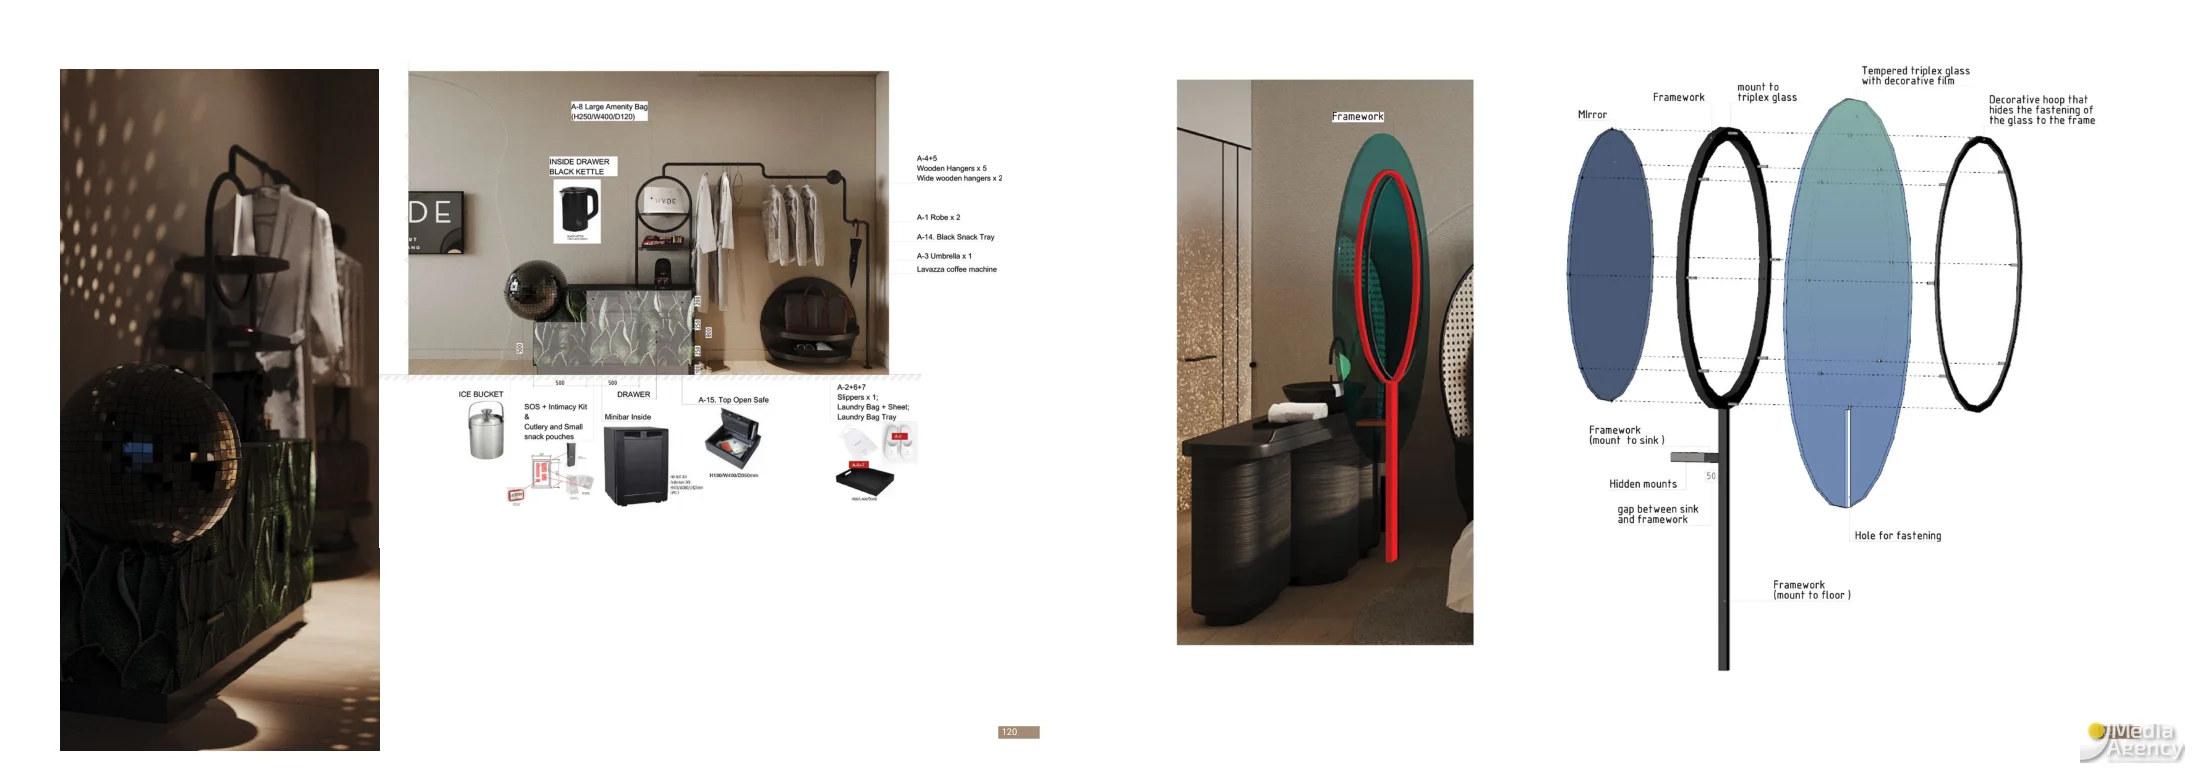 A-8 Large Amenity Bag
(H250/W400/D120)
INSIDE DRAWER
BLACK KETTLE
DE
HYDE
A-4+5
Wooden Hangers x 5
Wide wooden hangers x 2
A-1 Robe x 2
A-14. Black Snack Tray
A-3 Umbrella x 1
Lavazza coffee machine
500
500
500
ICE BUCKET
SOS + Intimacy Kit
&
Cutlery and Small
snack pouches
DRAWER
Minibar Inside
A-15. Top Open Safe
A-2+6+7
Slippers x 1;
Laundry Bag + Sheet;
Laundry Bag Tray
120
Framework
MIrror
Framework
mount to
triplex glass
Tempered triplex glass
with decorative film
Decorative hoop that
hides the fastening of
the glass to the frame
Framework
(mount to sink )
50
Hidden mounts
gap between sink
and framework
Hole for fastening
Framework
(mount to floor )
Media
Agency